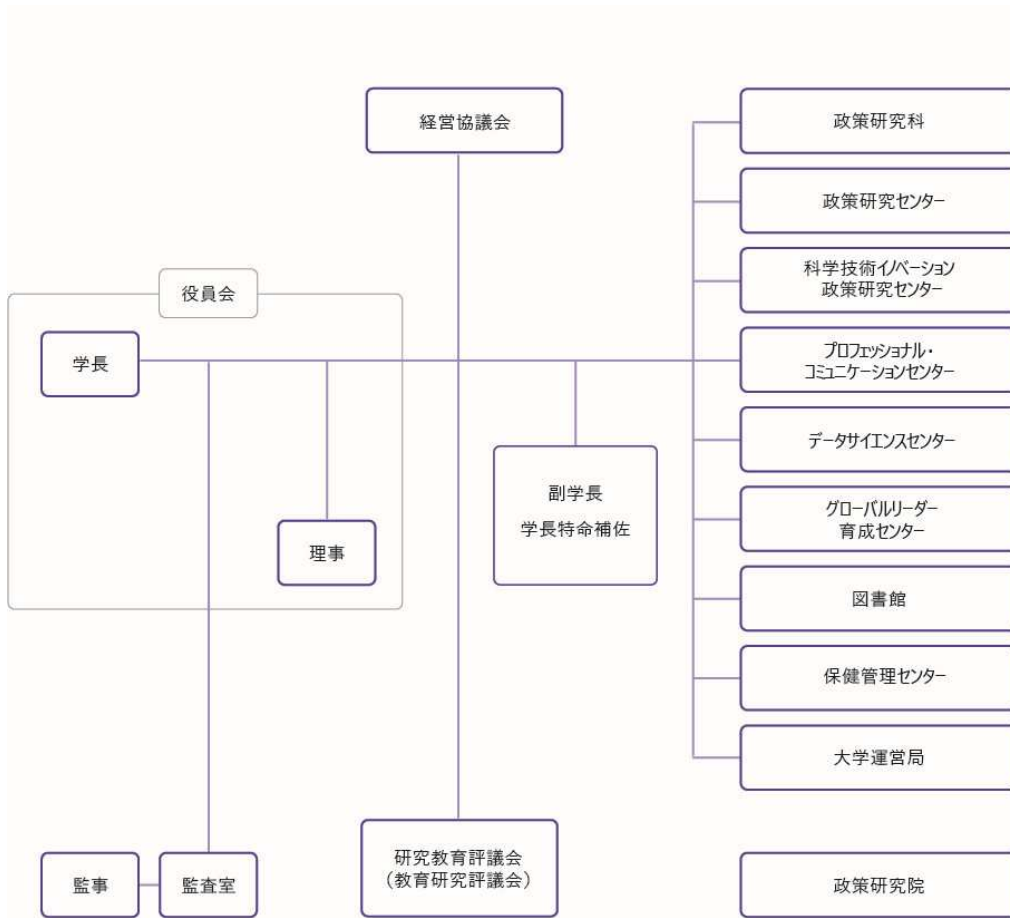 経営協議会
役員会
学長
理事
監事
監査室
副学長
学長特命補佐
研究教育評議会
（教育研究評議会）
政策研究科
政策研究センター
科学技術イノベーション
政策研究センター
プロフェッショナル・
コミュニケーションセンター
データサイエンスセンター
グローバルリーダー
育成センター
図書館
保健管理センター
大学運営局
政策研究院